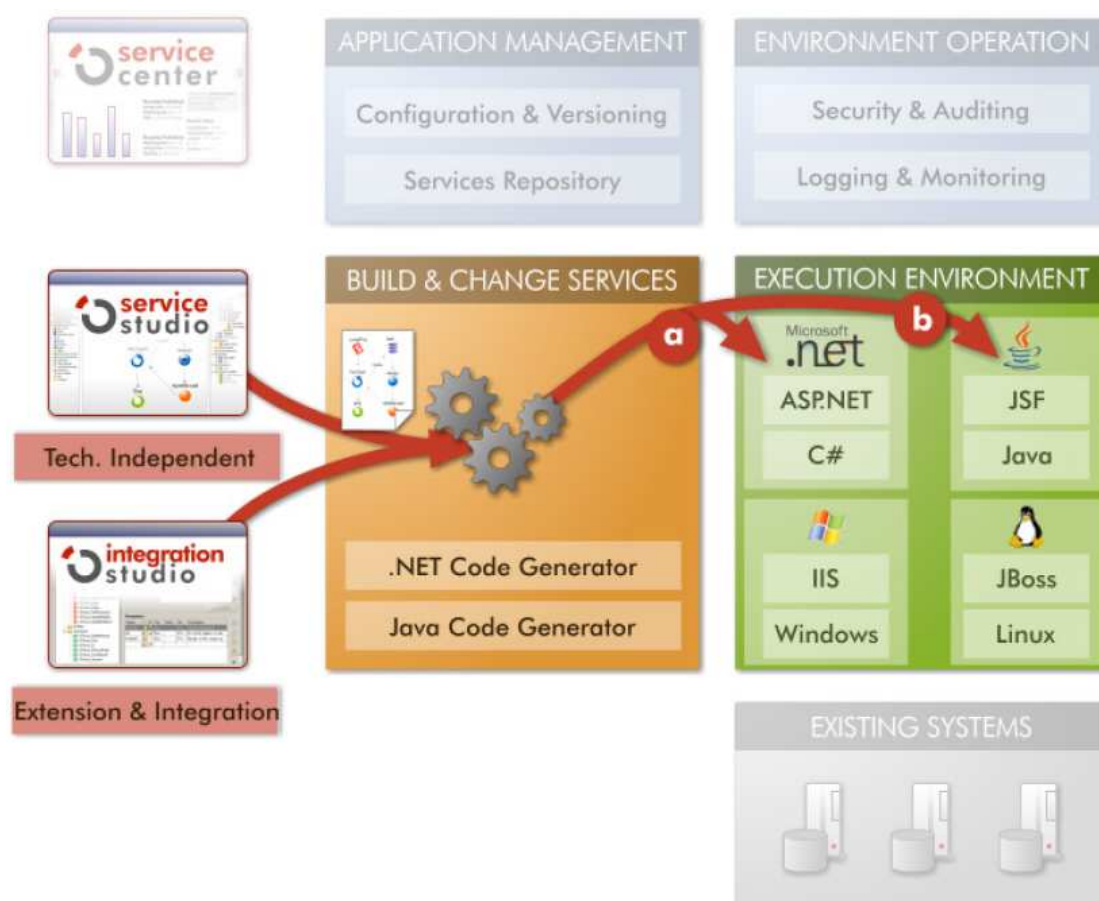 service
center
APPLICATION MANAGEMENT
Configuration & Versioning
Services Repository
ENVIRONMENT OPERATION
Security & Auditing
Logging & Monitoring
service
studio
Tech. Independent
integration
studio
Extension & Integration
BUILD & CHANGE SERVICES
.NET Code Generator
Java Code Generator
EXECUTION ENVIRONMENT
a
b
Microsoft
.net
ASP.NET
C#
JSF
Java
IIS
Windows
JBoss
Linux
EXISTING SYSTEMS